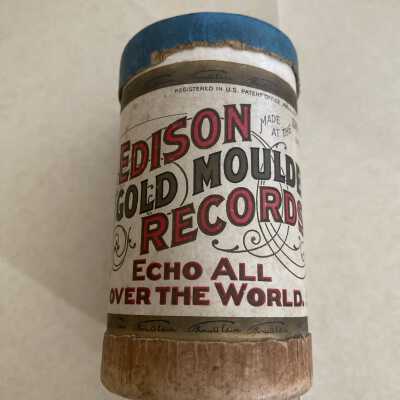 REGISTERED IN U.S. PATENT OFFICE
EDISON
MADE
AT THE
"GOLD MOULDE
RECORDS
ECHO ALL
OVER THE WORLD.